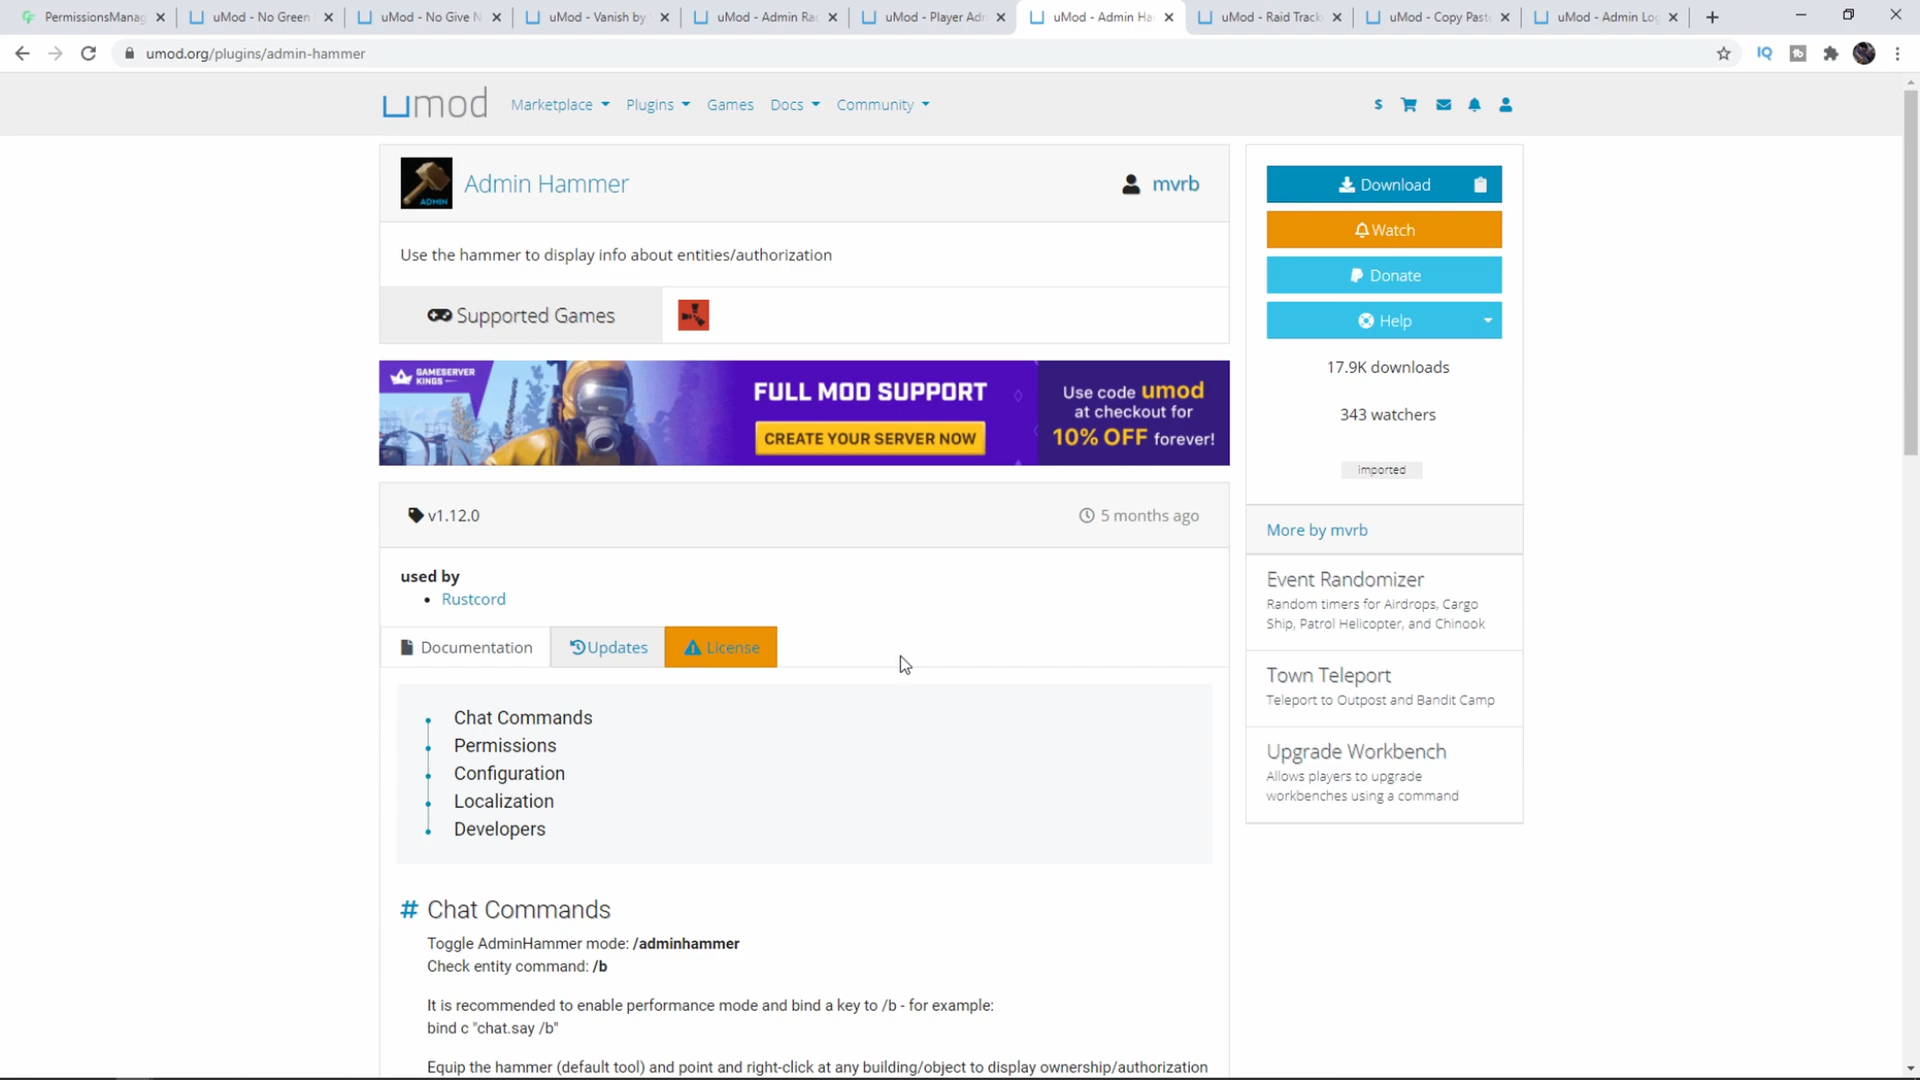 PermissionsManag
uMod - No Green
uMod - No Give N
uMod - Vanish by
uMod - Admin Rad
uMod - Player Adm
uMod - Admin Ha
uMod - Raid Track
uMod - Copy Paste
uMod - Admin Log
umod.org/plugins/admin-hammer
IQ
umod
Marketplace
Plugins
Games
Docs
Community
$
ADMIN
Admin Hammer
mvrb
Use the hammer to display info about entities/authorization
Supported Games
GAMESERVER
KINGS
FULL MOD SUPPORT
CREATE YOUR SERVER NOW
Use code umod
at checkout for
10% OFF forever!
v1.12.0
5 months ago
used by
Rustcord
Documentation
Updates
License
Chat Commands
Permissions
Configuration
Localization
Developers
# Chat Commands
Toggle AdminHammer mode: /adminhammer
Check entity command: /b
It is recommended to enable performance mode and bind a key to /b - for example:
bind c "chat.say /b"
Equip the hammer (default tool) and point and right-click at any building/object to display ownership/authorization
Download
Watch
Donate
Help
17.9K downloads
343 watchers
imported
More by mvrb
Event Randomizer
Random timers for Airdrops, Cargo
Ship, Patrol Helicopter, and Chinook
Town Teleport
Teleport to Outpost and Bandit Camp
Upgrade Workbench
Allows players to upgrade
workbenches using a command